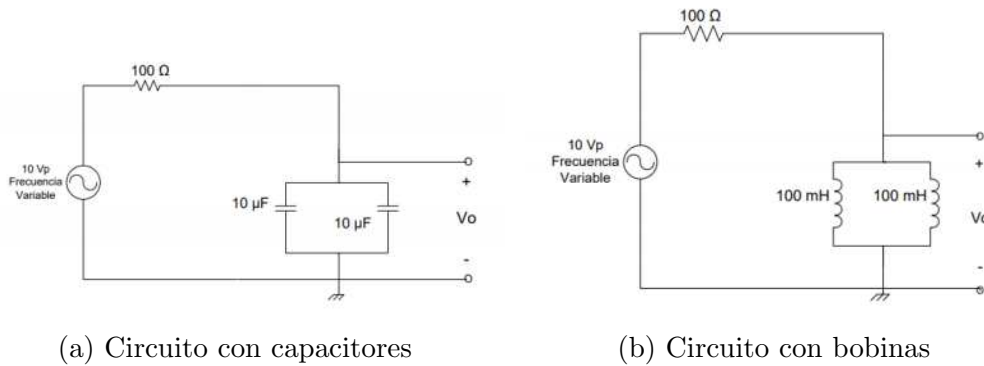 100 Ω
10 Vp
Frecuencia
Variable
10 µF
10 µF
+
Vo
-
(a) Circuito con capacitores
100 Ω
10 Vp
Frecuencia
Variable
100 mH
100 mH
+
Vo
-
(b) Circuito con bobinas